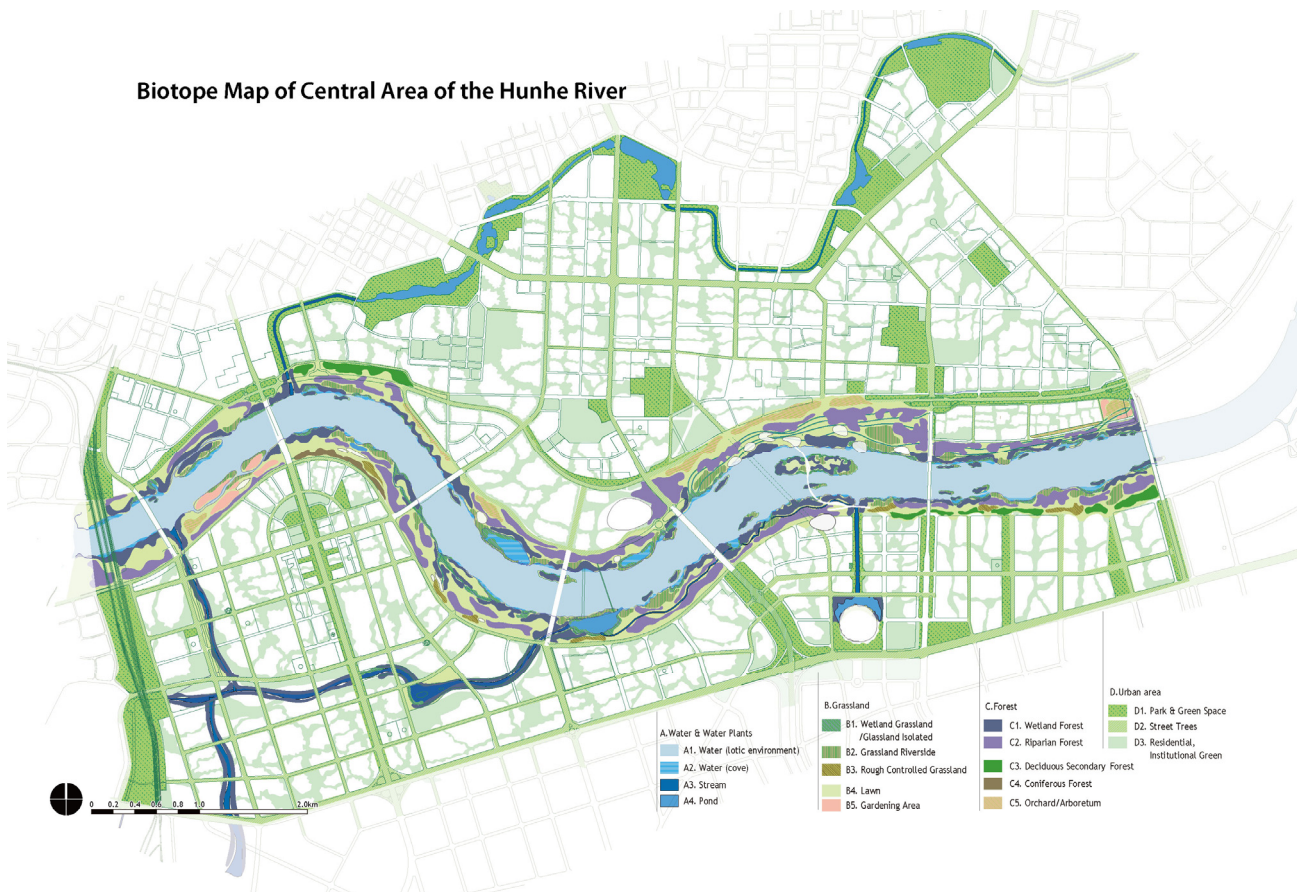 Biotope Map of Central Area of the Hunhe River
A.Water & Water Plants
A1. Water (lotic environment)
A2. Water (cove)
A3. Stream
A4. Pond
B.Grassland
B1. Wetland Grassland
/Glassland Isolated
B2. Grassland Riverside
B3. Rough Controlled Grassland
B4. Lawn
B5. Gardening Area
C.Forest
C1. Wetland Forest
C2. Riparian Forest
C3. Deciduous Secondary Forest
C4. Coniferous Forest
C5. Orchard/Arboretum
D.Urban area
D1. Park & Green Space
D2. Street Trees
D3. Residential,
Institutional Green
0 0.2 0.4 0.6 0.8 1.0 2.0km